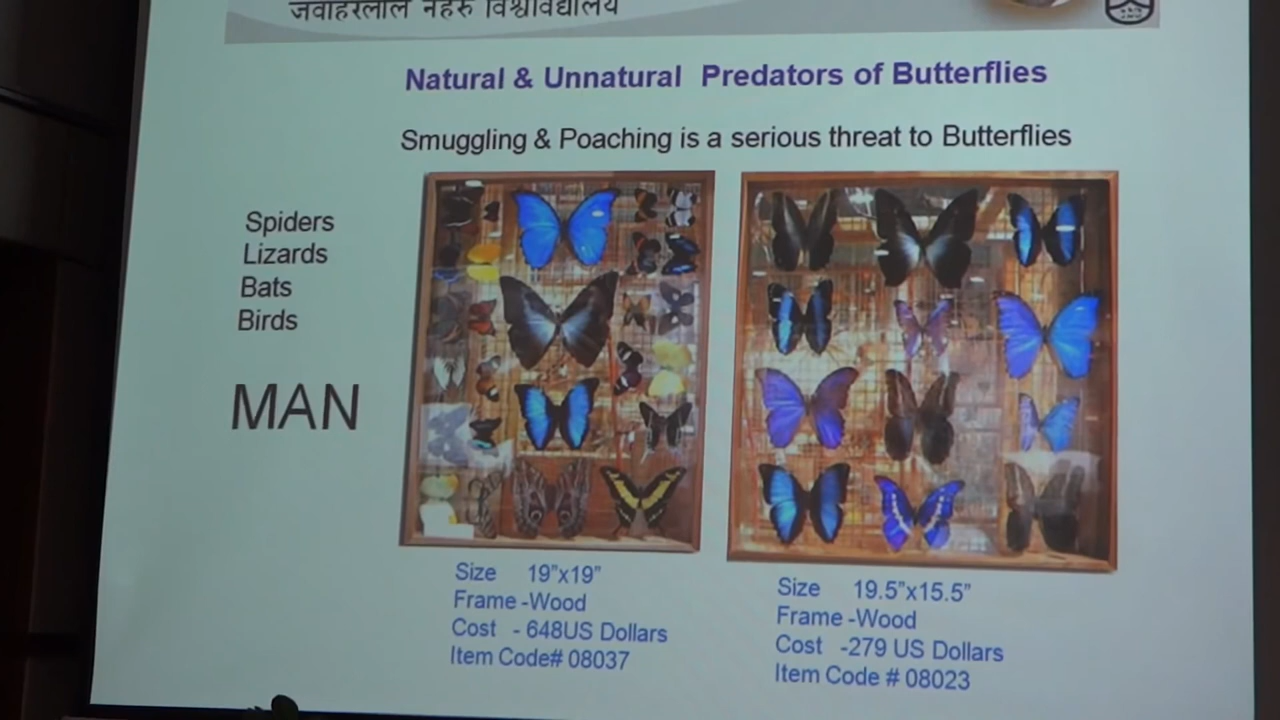 जवाहरलाल नेहरू विश्वविद्यालय
Natural & Unnatural Predators of Butterflies
Smuggling & Poaching is a serious threat to Butterflies
Spiders
Lizards
Bats
Birds
MAN
Size 19”x19”
Frame -Wood
Cost - 648US Dollars
Item Code# 08037
Size 19.5”x15.5”
Frame -Wood
Cost -279 US Dollars
Item Code # 08023